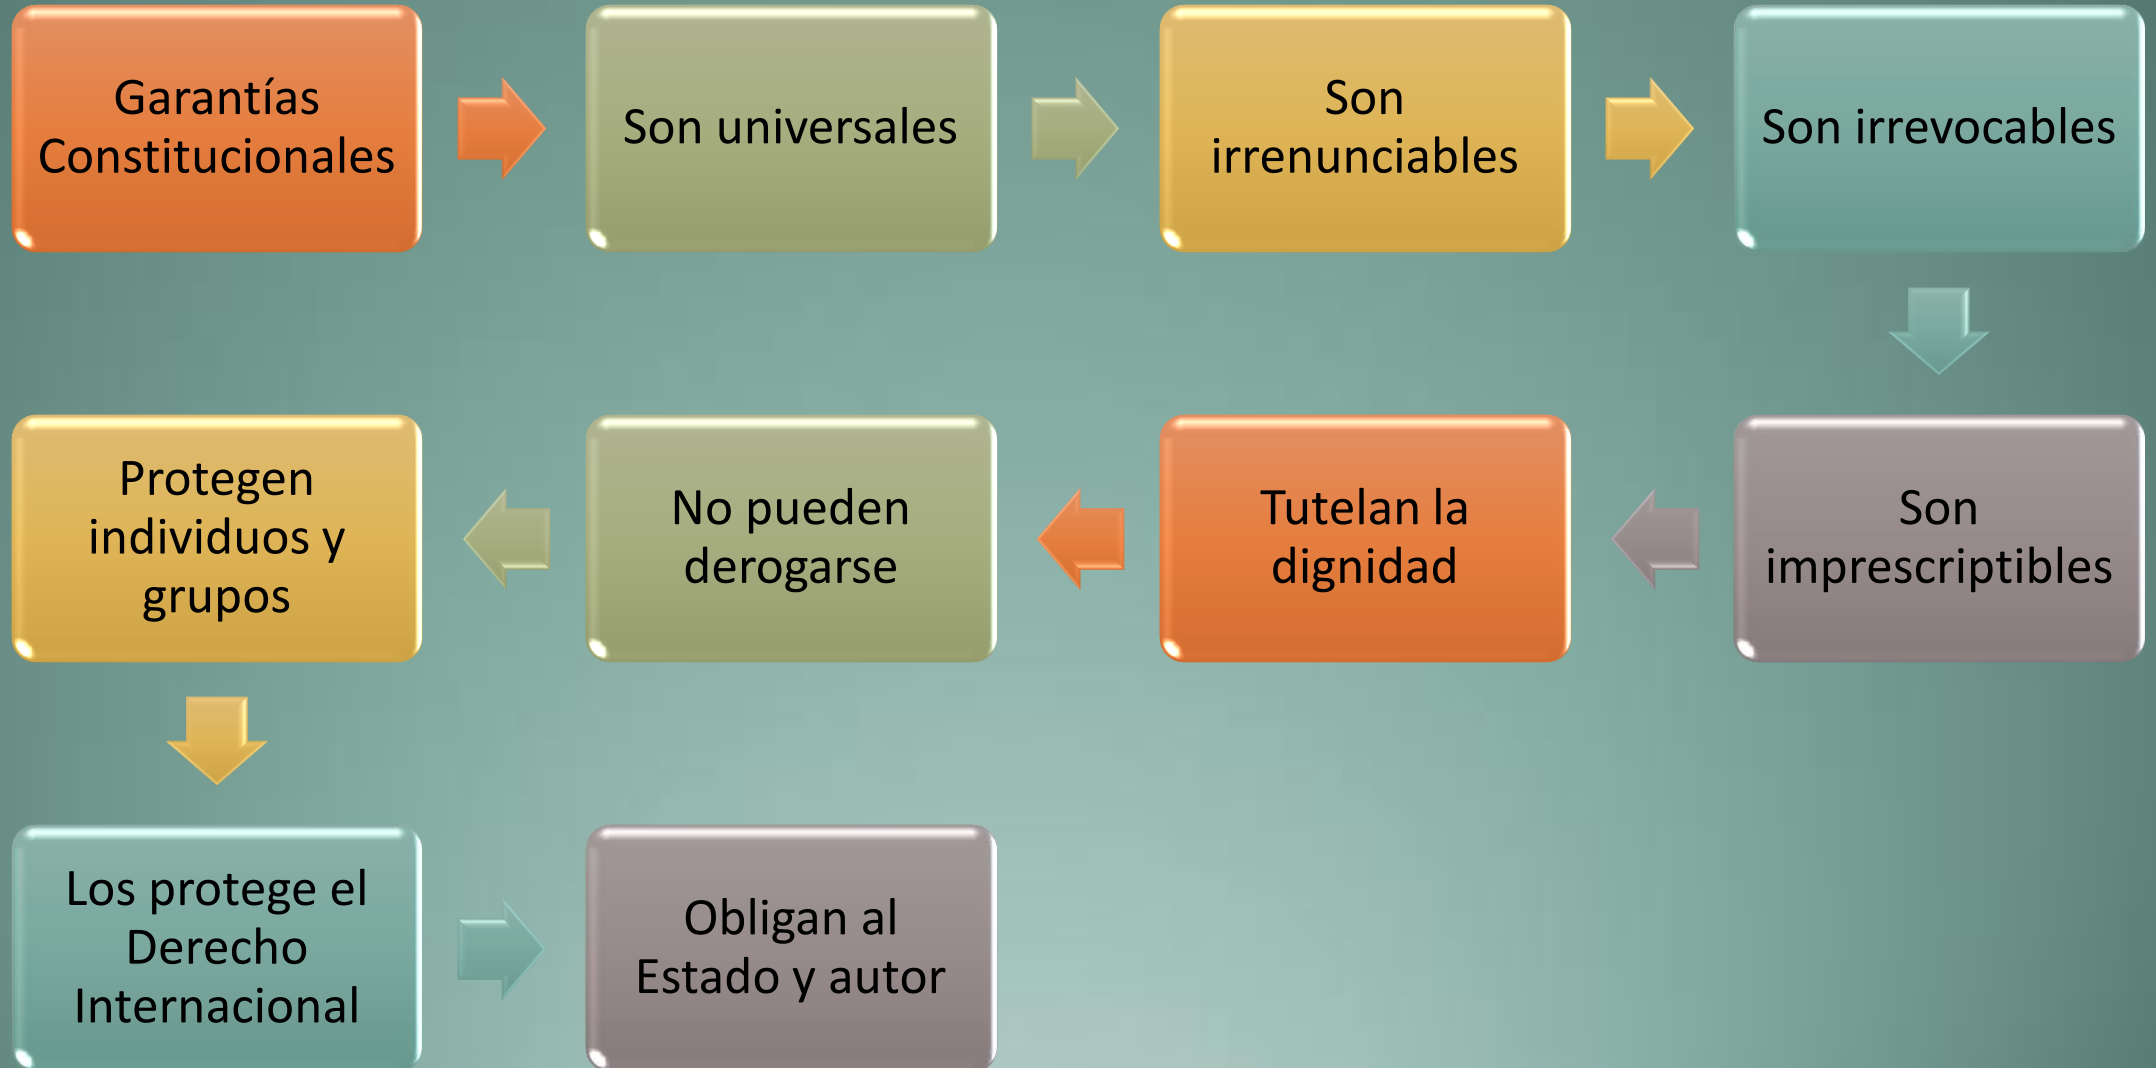 Garantías
Constitucionales
Son universales
Son
irrenunciables
Son irrevocables
Son
imprescriptibles
Tutelan la
dignidad
No pueden
derogarse
Protegen
individuos y
grupos
Los protege el
Derecho
Internacional
Obligan al
Estado y autor